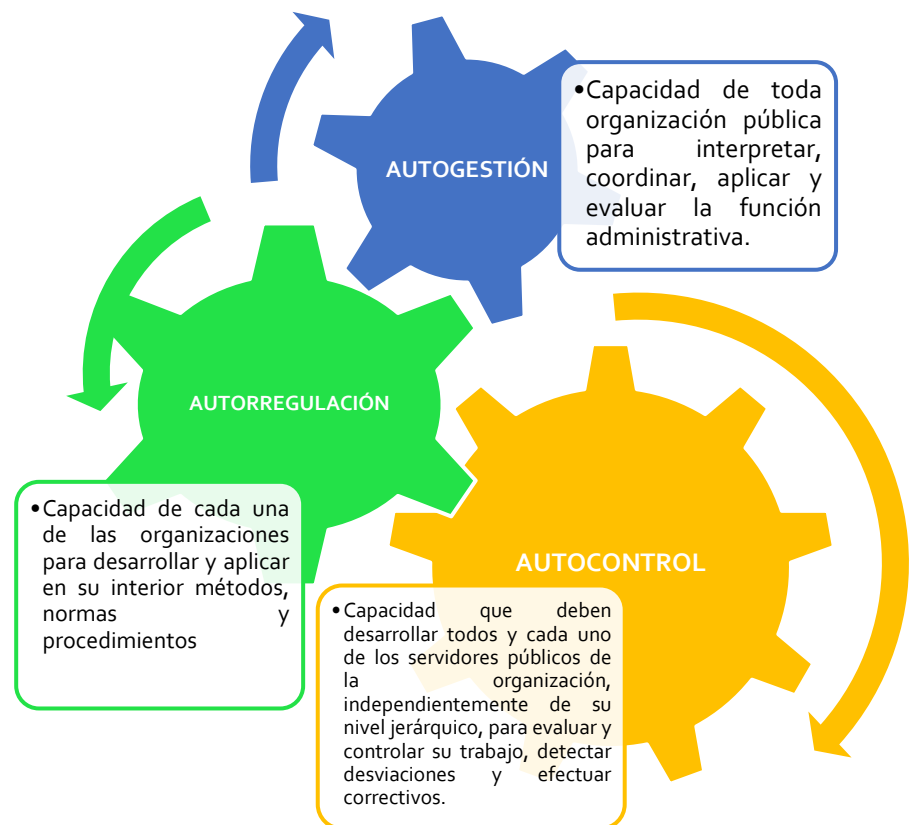 AUTOGESTIÓN
•Capacidad de toda
organización pública
para interpretar,
coordinar, aplicar y
evaluar la función
administrativa.
AUTORREGULACIÓN
•Capacidad de cada una
de las organizaciones
para desarrollar y aplicar
en su interior métodos,
normas y
procedimientos
AUTOCONTROL
•Capacidad que deben
desarrollar todos y cada uno
de los servidores públicos de
la organización,
independientemente de su
nivel jerárquico, para evaluar y
controlar su trabajo, detectar
desviaciones y efectuar
correctivos.